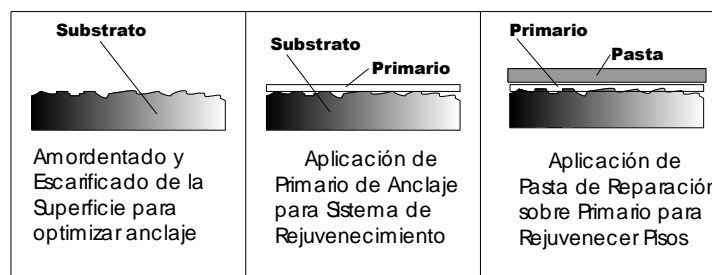 Substrato
Amordentado y
Escarificado de la
Superficie para
optimizar anclaje
Substrato
Primario
Aplicación de
Primario de Anclaje
para Sistema de
Rejuvenecimiento
Primario
Pasta
Aplicación de
Pasta de Reparación
sobre Primario para
Rejuvenecer Pisos